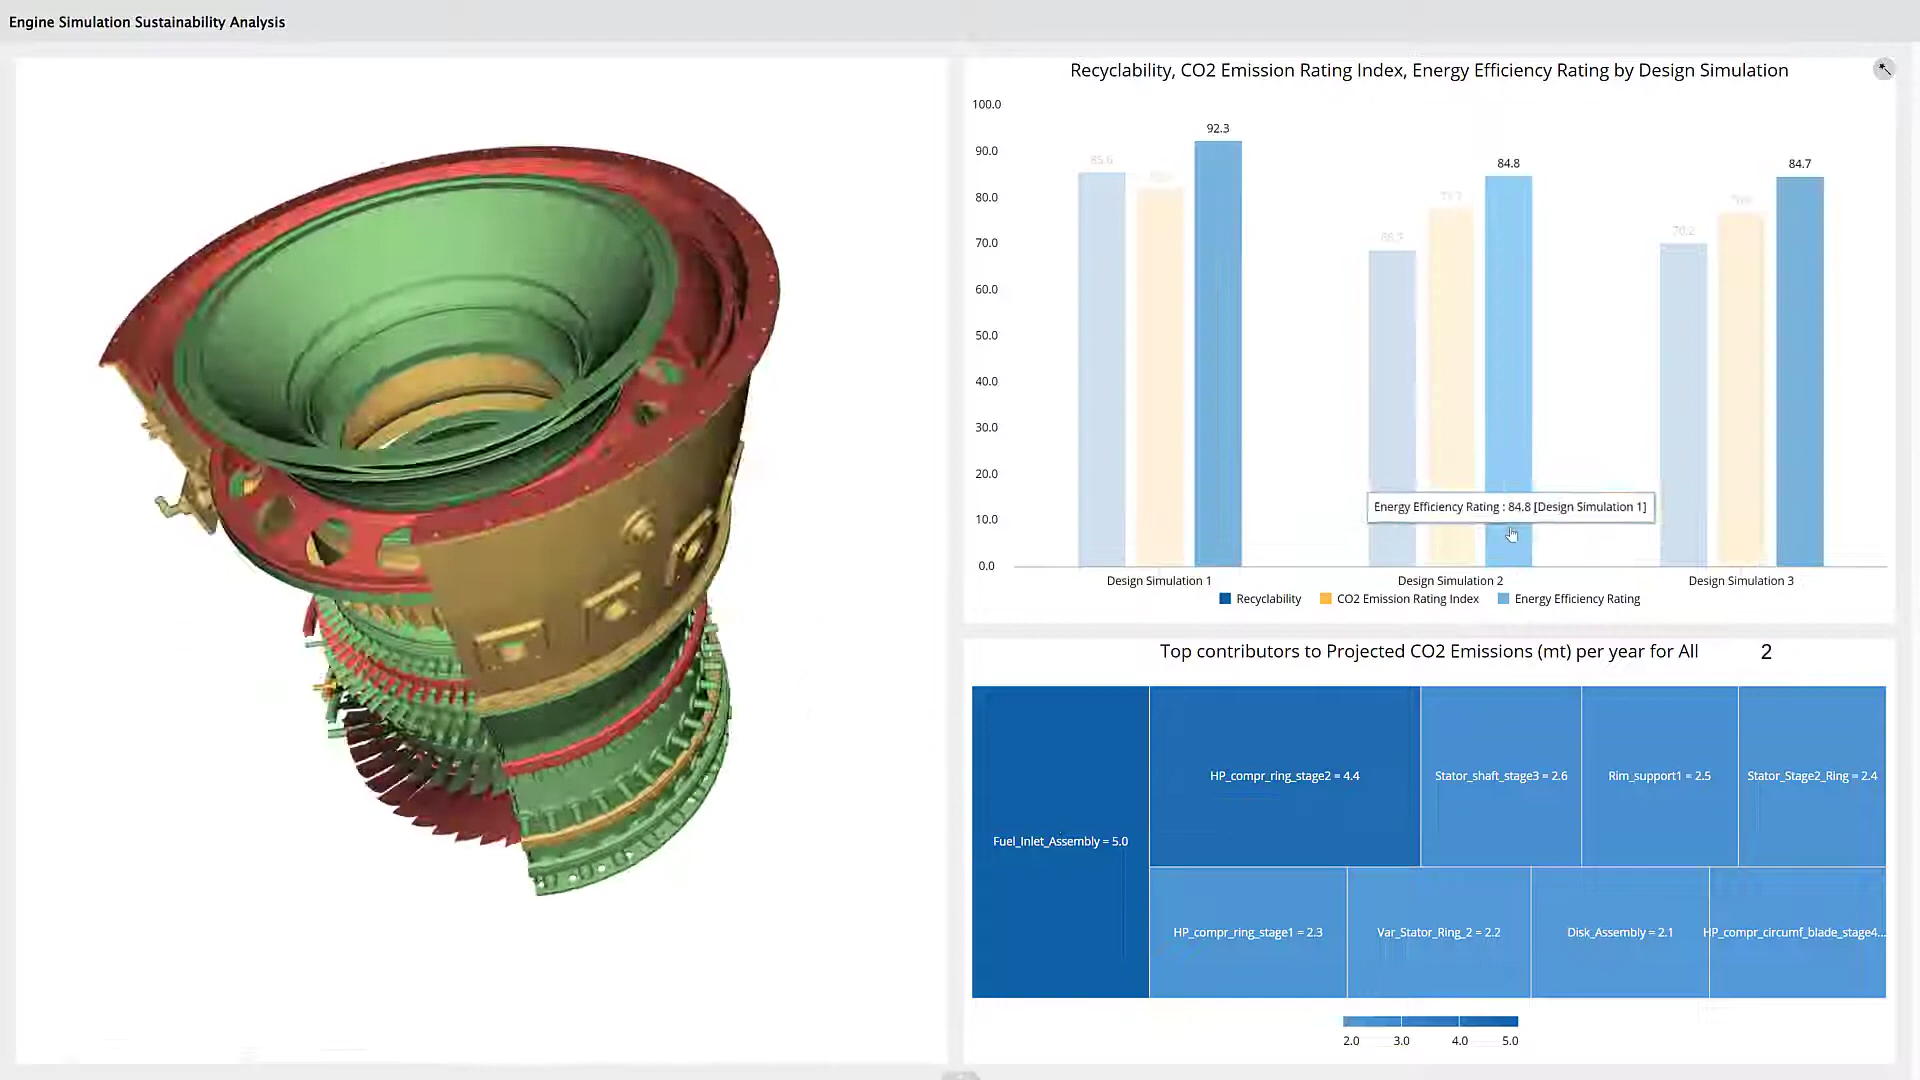 Engine Simulation Sustainability Analysis
Recyclability, CO2 Emission Rating Index, Energy Efficiency Rating by Design Simulation
100.0
90.0
80.0
70.0
60.0
50.0
40.0
30.0
20.0
10.0
0.0
85.6
92.3
84.8
70.2
84.7
Energy Efficiency Rating : 84.8 [Design Simulation 1]
Design Simulation 1
Design Simulation 2
Design Simulation 3
Recyclability
CO2 Emission Rating Index
Energy Efficiency Rating
Top contributors to Projected CO2 Emissions (mt) per year for All 2
Fuel_Inlet_Assembly = 5.0
HP_compr_ring_stage2 = 4.4
Stator_shaft_stage3 = 2.6
Rim_support1 = 2.5
Stator_Stage2_Ring = 2.4
HP_compr_ring_stage1 = 2.3
Var_Stator_Ring_2 = 2.2
Disk_Assembly = 2.1
HP_compr_circumf_blade_stage4...
2.0 3.0 4.0 5.0